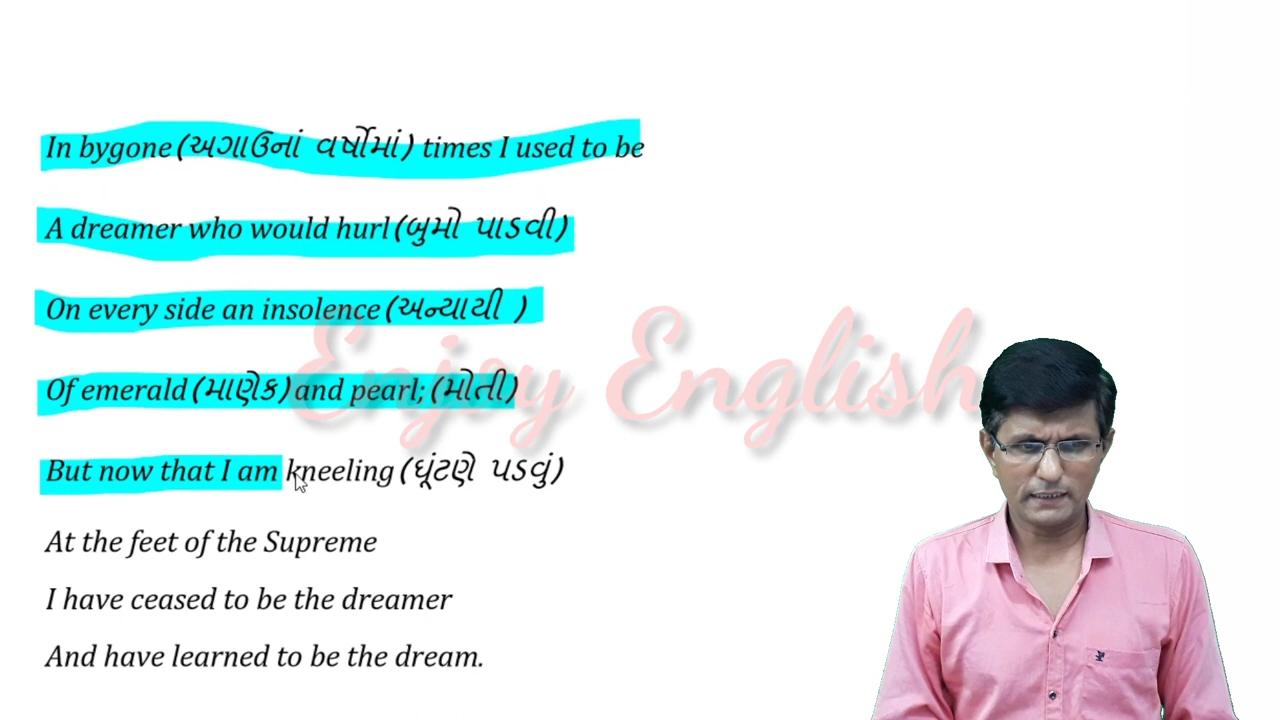 In bygone (અગાઉનાં વર્ષોમાં) times I used to be
A dreamer who would hurl (બુમો પાડવી)
On every side an insolence (અન્યાયી )
Of emerald (માણેક) and pearl; (મોતી)
But now that I am kneeling (ઘૂંટણે પડવું)
At the feet of the Supreme
I have ceased to be the dreamer
And have learned to be the dream.
Enjoy English